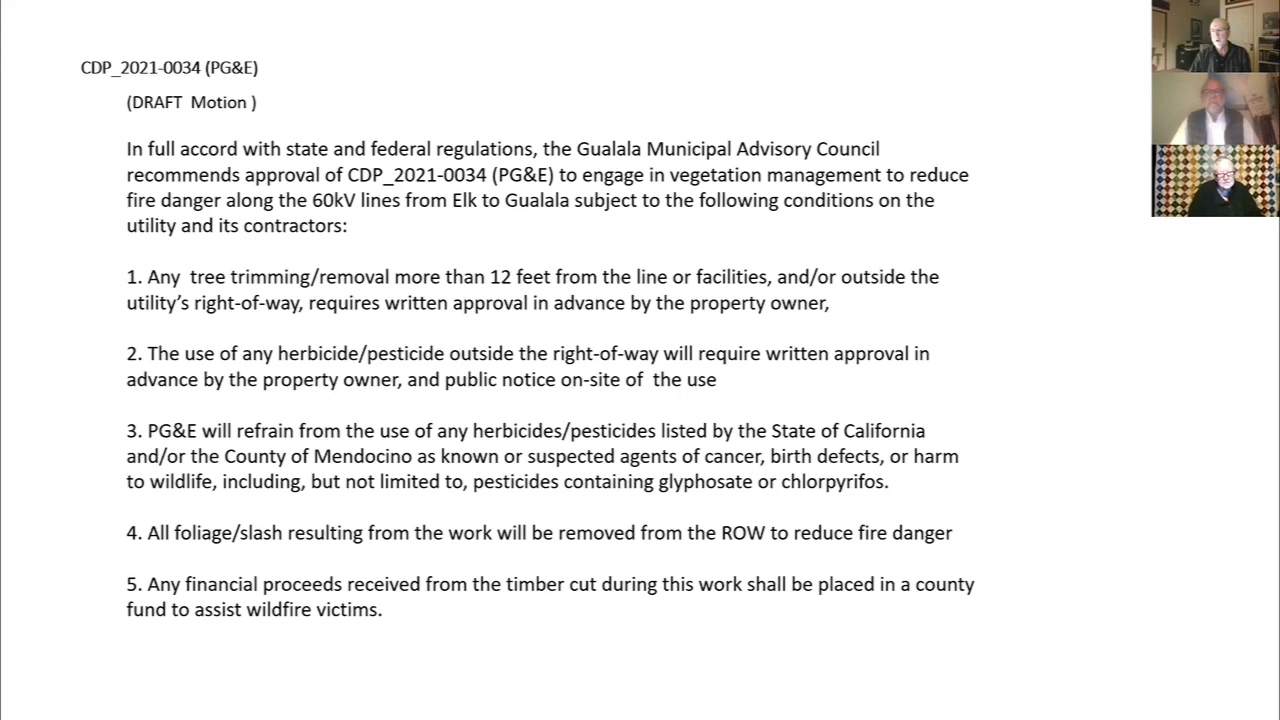 CDP_2021-0034 (PG&E)
(DRAFT  Motion )
In full accord with state and federal regulations, the Gualala Municipal Advisory Council
recommends approval of CDP_2021-0034 (PG&E) to engage in vegetation management to reduce
fire danger along the 60kV lines from Elk to Gualala subject to the following conditions on the
utility and its contractors:
1. Any  tree trimming/removal more than 12 feet from the line or facilities, and/or outside the
utility’s right-of-way, requires written approval in advance by the property owner,
2. The use of any herbicide/pesticide outside the right-of-way will require written approval in
advance by the property owner, and public notice on-site of  the use
3. PG&E will refrain from the use of any herbicides/pesticides listed by the State of California
and/or the County of Mendocino as known or suspected agents of cancer, birth defects, or harm
to wildlife, including, but not limited to, pesticides containing glyphosate or chlorpyrifos.
4. All foliage/slash resulting from the work will be removed from the ROW to reduce fire danger
5. Any financial proceeds received from the timber cut during this work shall be placed in a county
fund to assist wildfire victims.